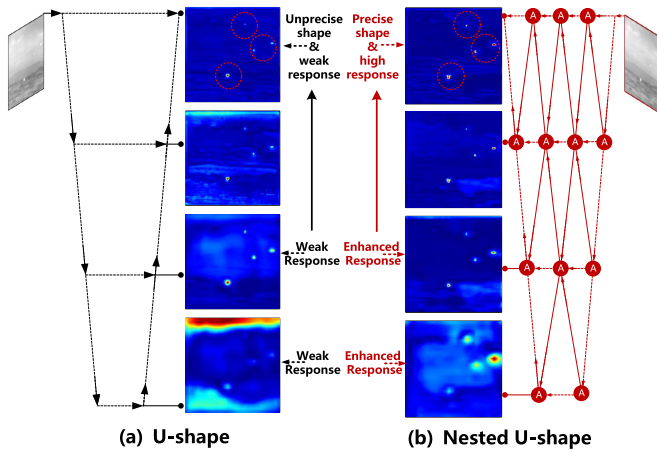 Unprecise
shape
&
weak
response
Precise
shape
&
high
response
A A A
A A A A
Weak
Response
Enhanced
Response
A A A
Weak
Response
Enhanced
Response
A A
(a) U-shape
(b) Nested U-shape